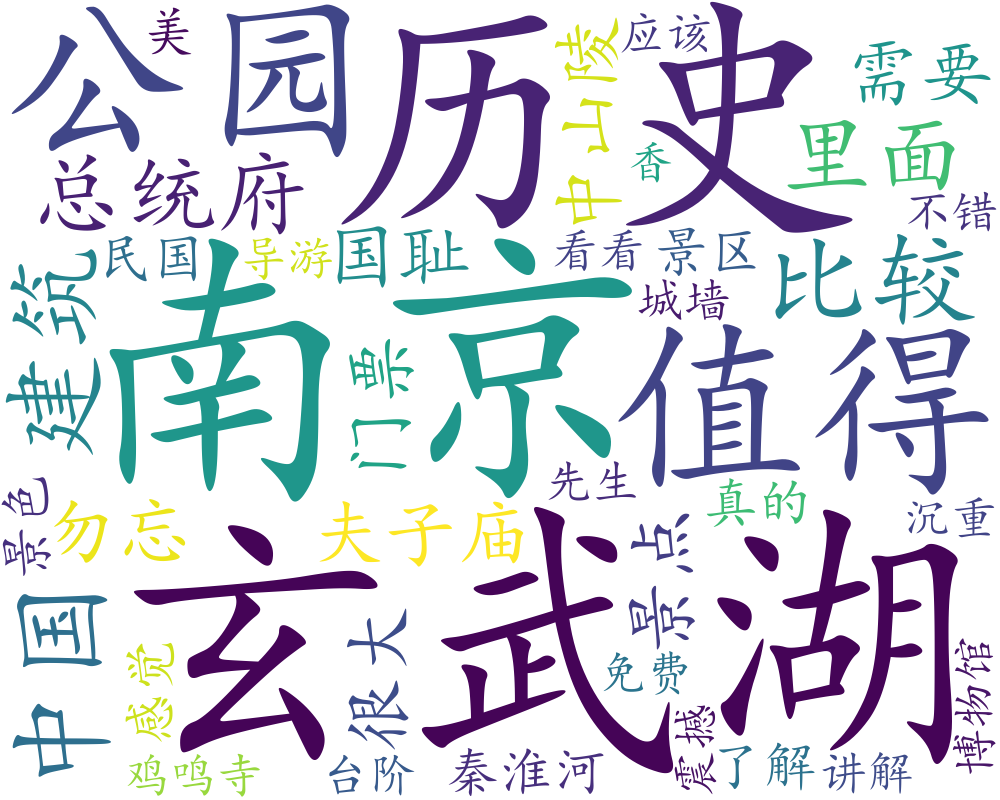 公园
美
历史
中山陵
应该
需要
总统府
香
里面
不错
建筑
民国
导游
国耻
看看
景区
比较
城墙
南京
门票
值得
景色
勿忘
夫子庙
先生
真的
沉重
玄武湖
景点
中国
感觉
很大
免费
博物馆
鸡鸣寺
台阶
秦淮河
震撼
了解
讲解